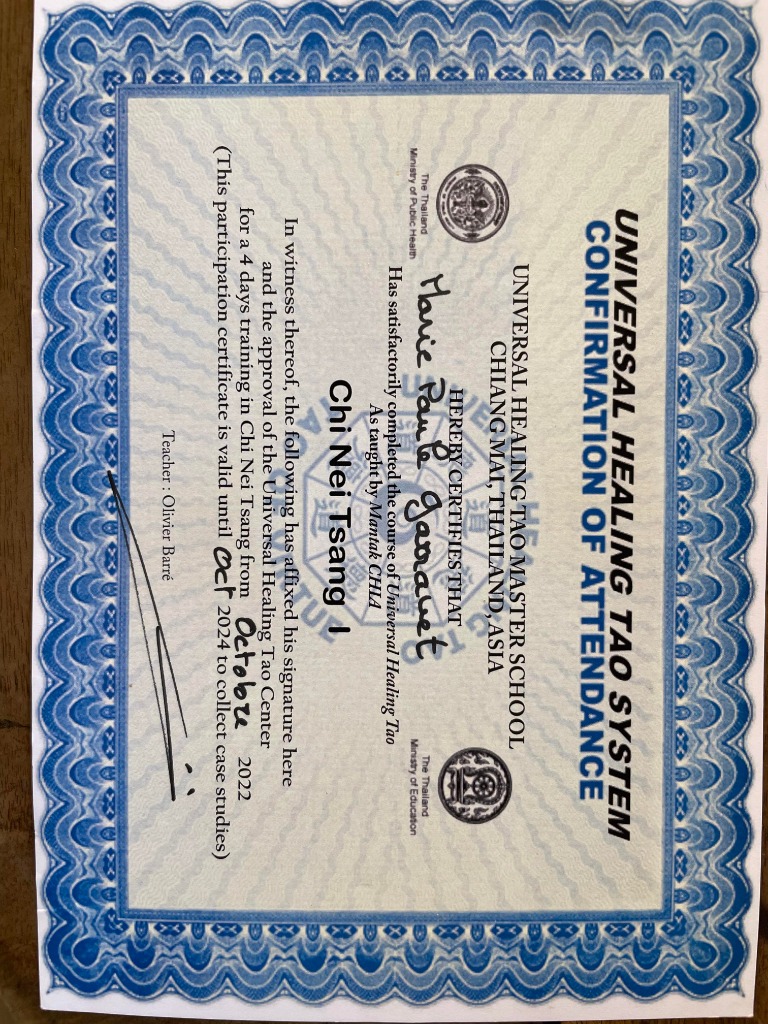 UNIVERSAL HEALING TAO SYSTEM
CONFIRMATION OF ATTENDANCE
UNIVERSAL HEALING TAO MASTER SCHOOL
CHIANG MAI, THAILAND, ASIA
HEREBY CERTIFIES THAT
The Thailand
Ministry of Public Health
Marie Paule
The Thailand
Ministry of Education
Has satisfactorily completed the course of Universal Healing Tao
As taught by Mantak CHIA
Chi Nei Tsang I
In witness thereof, the following has affixed his signature here
and the approval of the Universal Healing Tao Center
for a 4 days training in Chi Nei Tsang from Octobre 2022
(This participation certificate is valid until Oct 2024 to collect case studies)
Teacher : Olivier Barré